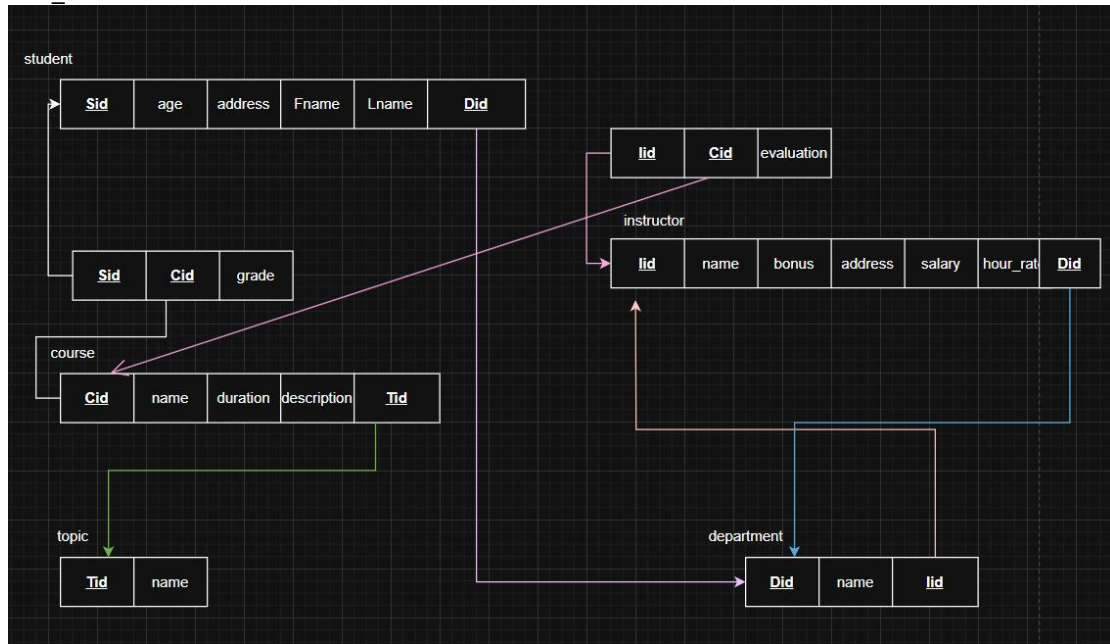 student
Sid age address Fname Lname Did
Iid Cid evaluation
instructor
Iid name bonus address salary hour_rat Did
Sid Cid grade
course
Cid name duration description Tid
topic
Tid name
department
Did name Iid